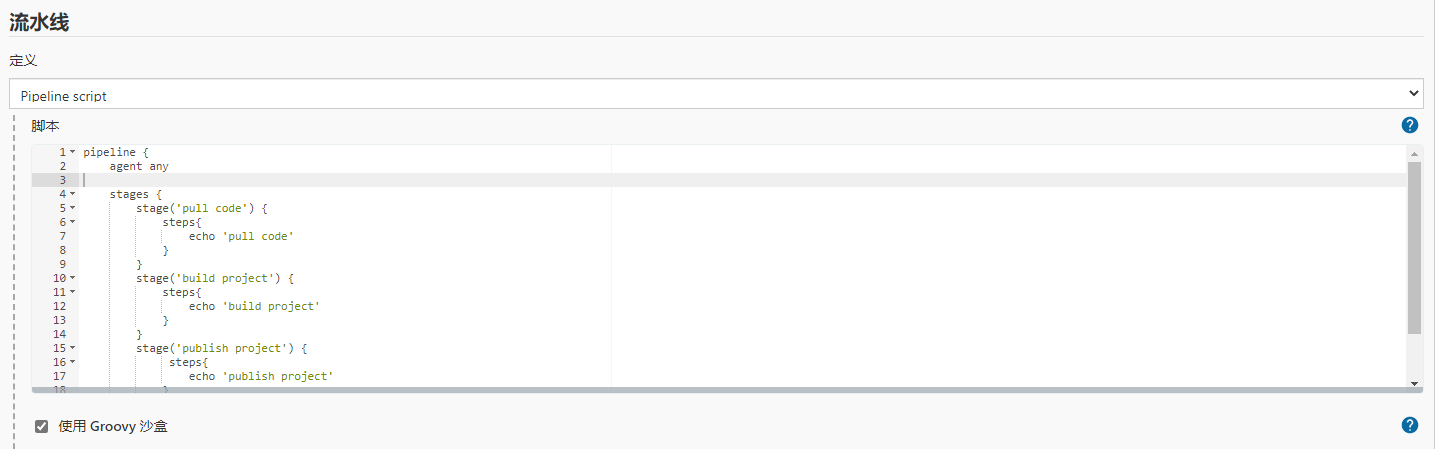 流水线
定义
Pipeline script
脚本
?
1 pipeline {
2     agent any
3
4     stages {
5         stage('pull code') {
6             steps{
7                 echo 'pull code'
8             }
9         }
10         stage('build project') {
11             steps{
12                 echo 'build project'
13             }
14         }
15         stage('publish project') {
16              steps{
17                 echo 'publish project'
18             }
使用 Groovy 沙盒
?